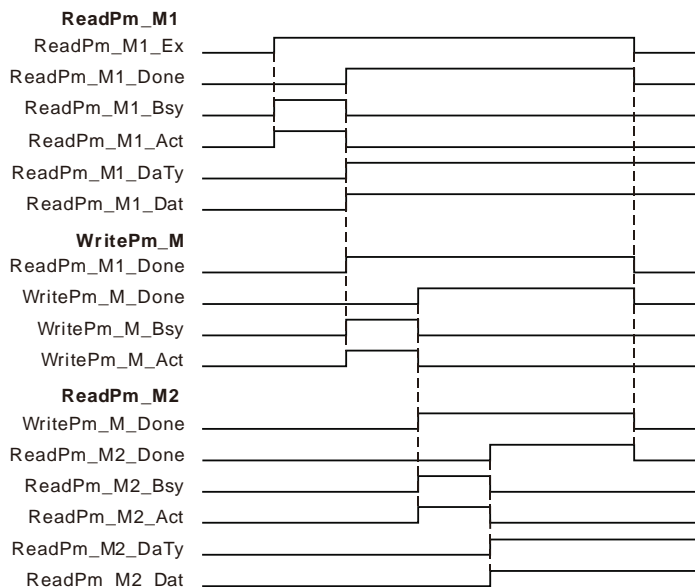 ReadPm_M1
ReadPm_M1_Ex
ReadPm_M1_Done
ReadPm_M1_Bsy
ReadPm_M1_Act
ReadPm_M1_DaTy
ReadPm_M1_Dat
WritePm_M
ReadPm_M1_Done
WritePm_M_Done
WritePm_M_Bsy
WritePm_M_Act
ReadPm_M2
WritePm_M_Done
ReadPm_M2_Done
ReadPm_M2_Bsy
ReadPm_M2_Act
ReadPm_M2_DaTy
ReadPm_M2_Dat